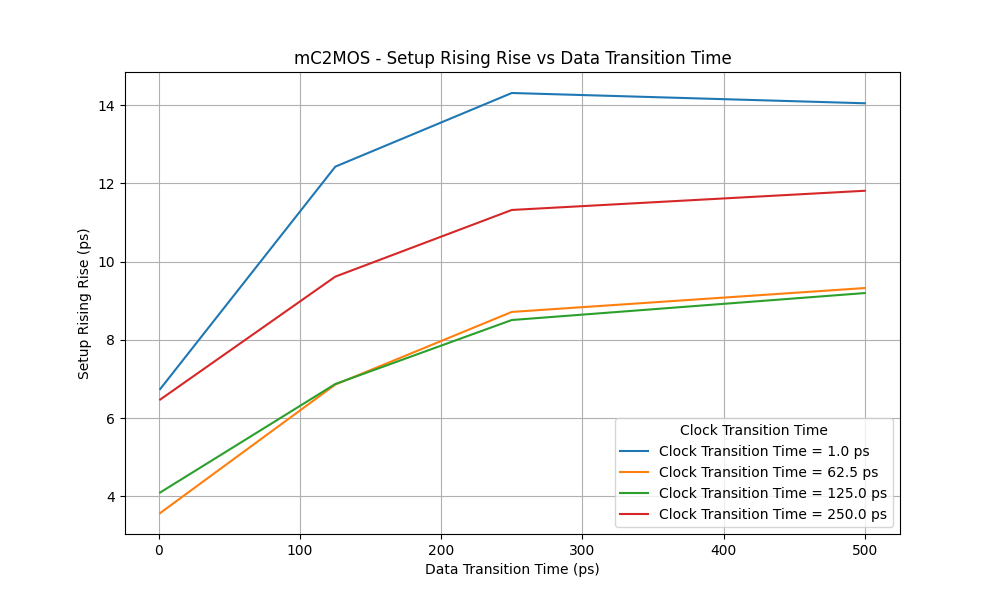 mC2MOS - Setup Rising Rise vs Data Transition Time
Setup Rising Rise (ps)
14
12
10
8
6
4
0
100
200
300
400
500
Data Transition Time (ps)
Clock Transition Time
Clock Transition Time = 1.0 ps
Clock Transition Time = 62.5 ps
Clock Transition Time = 125.0 ps
Clock Transition Time = 250.0 ps